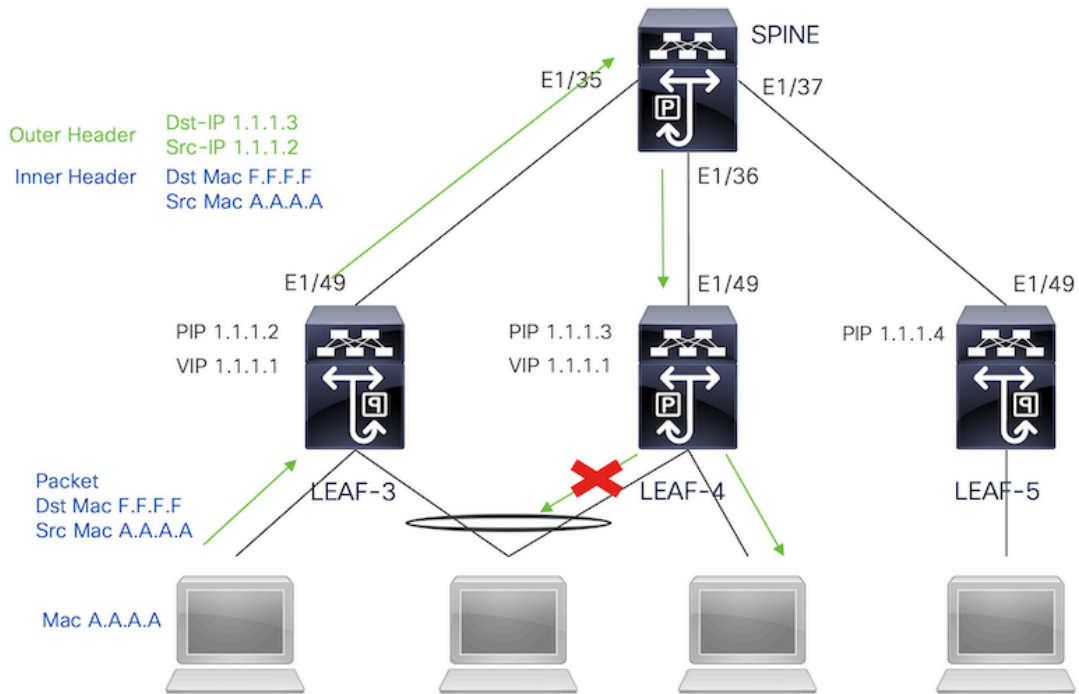 SPINE
E1/35
E1/37
Outer Header Dst-IP 1.1.1.3
Src-IP 1.1.1.2
Inner Header Dst Mac F.F.F.F
Src Mac A.A.A.A
E1/36
E1/49
E1/49
E1/49
PIP 1.1.1.2
VIP 1.1.1.1
PIP 1.1.1.3
VIP 1.1.1.1
PIP 1.1.1.4
P
P
P
P
Packet
Dst Mac F.F.F.F
Src Mac A.A.A.A
LEAF-3
LEAF-4
LEAF-5
Mac A.A.A.A